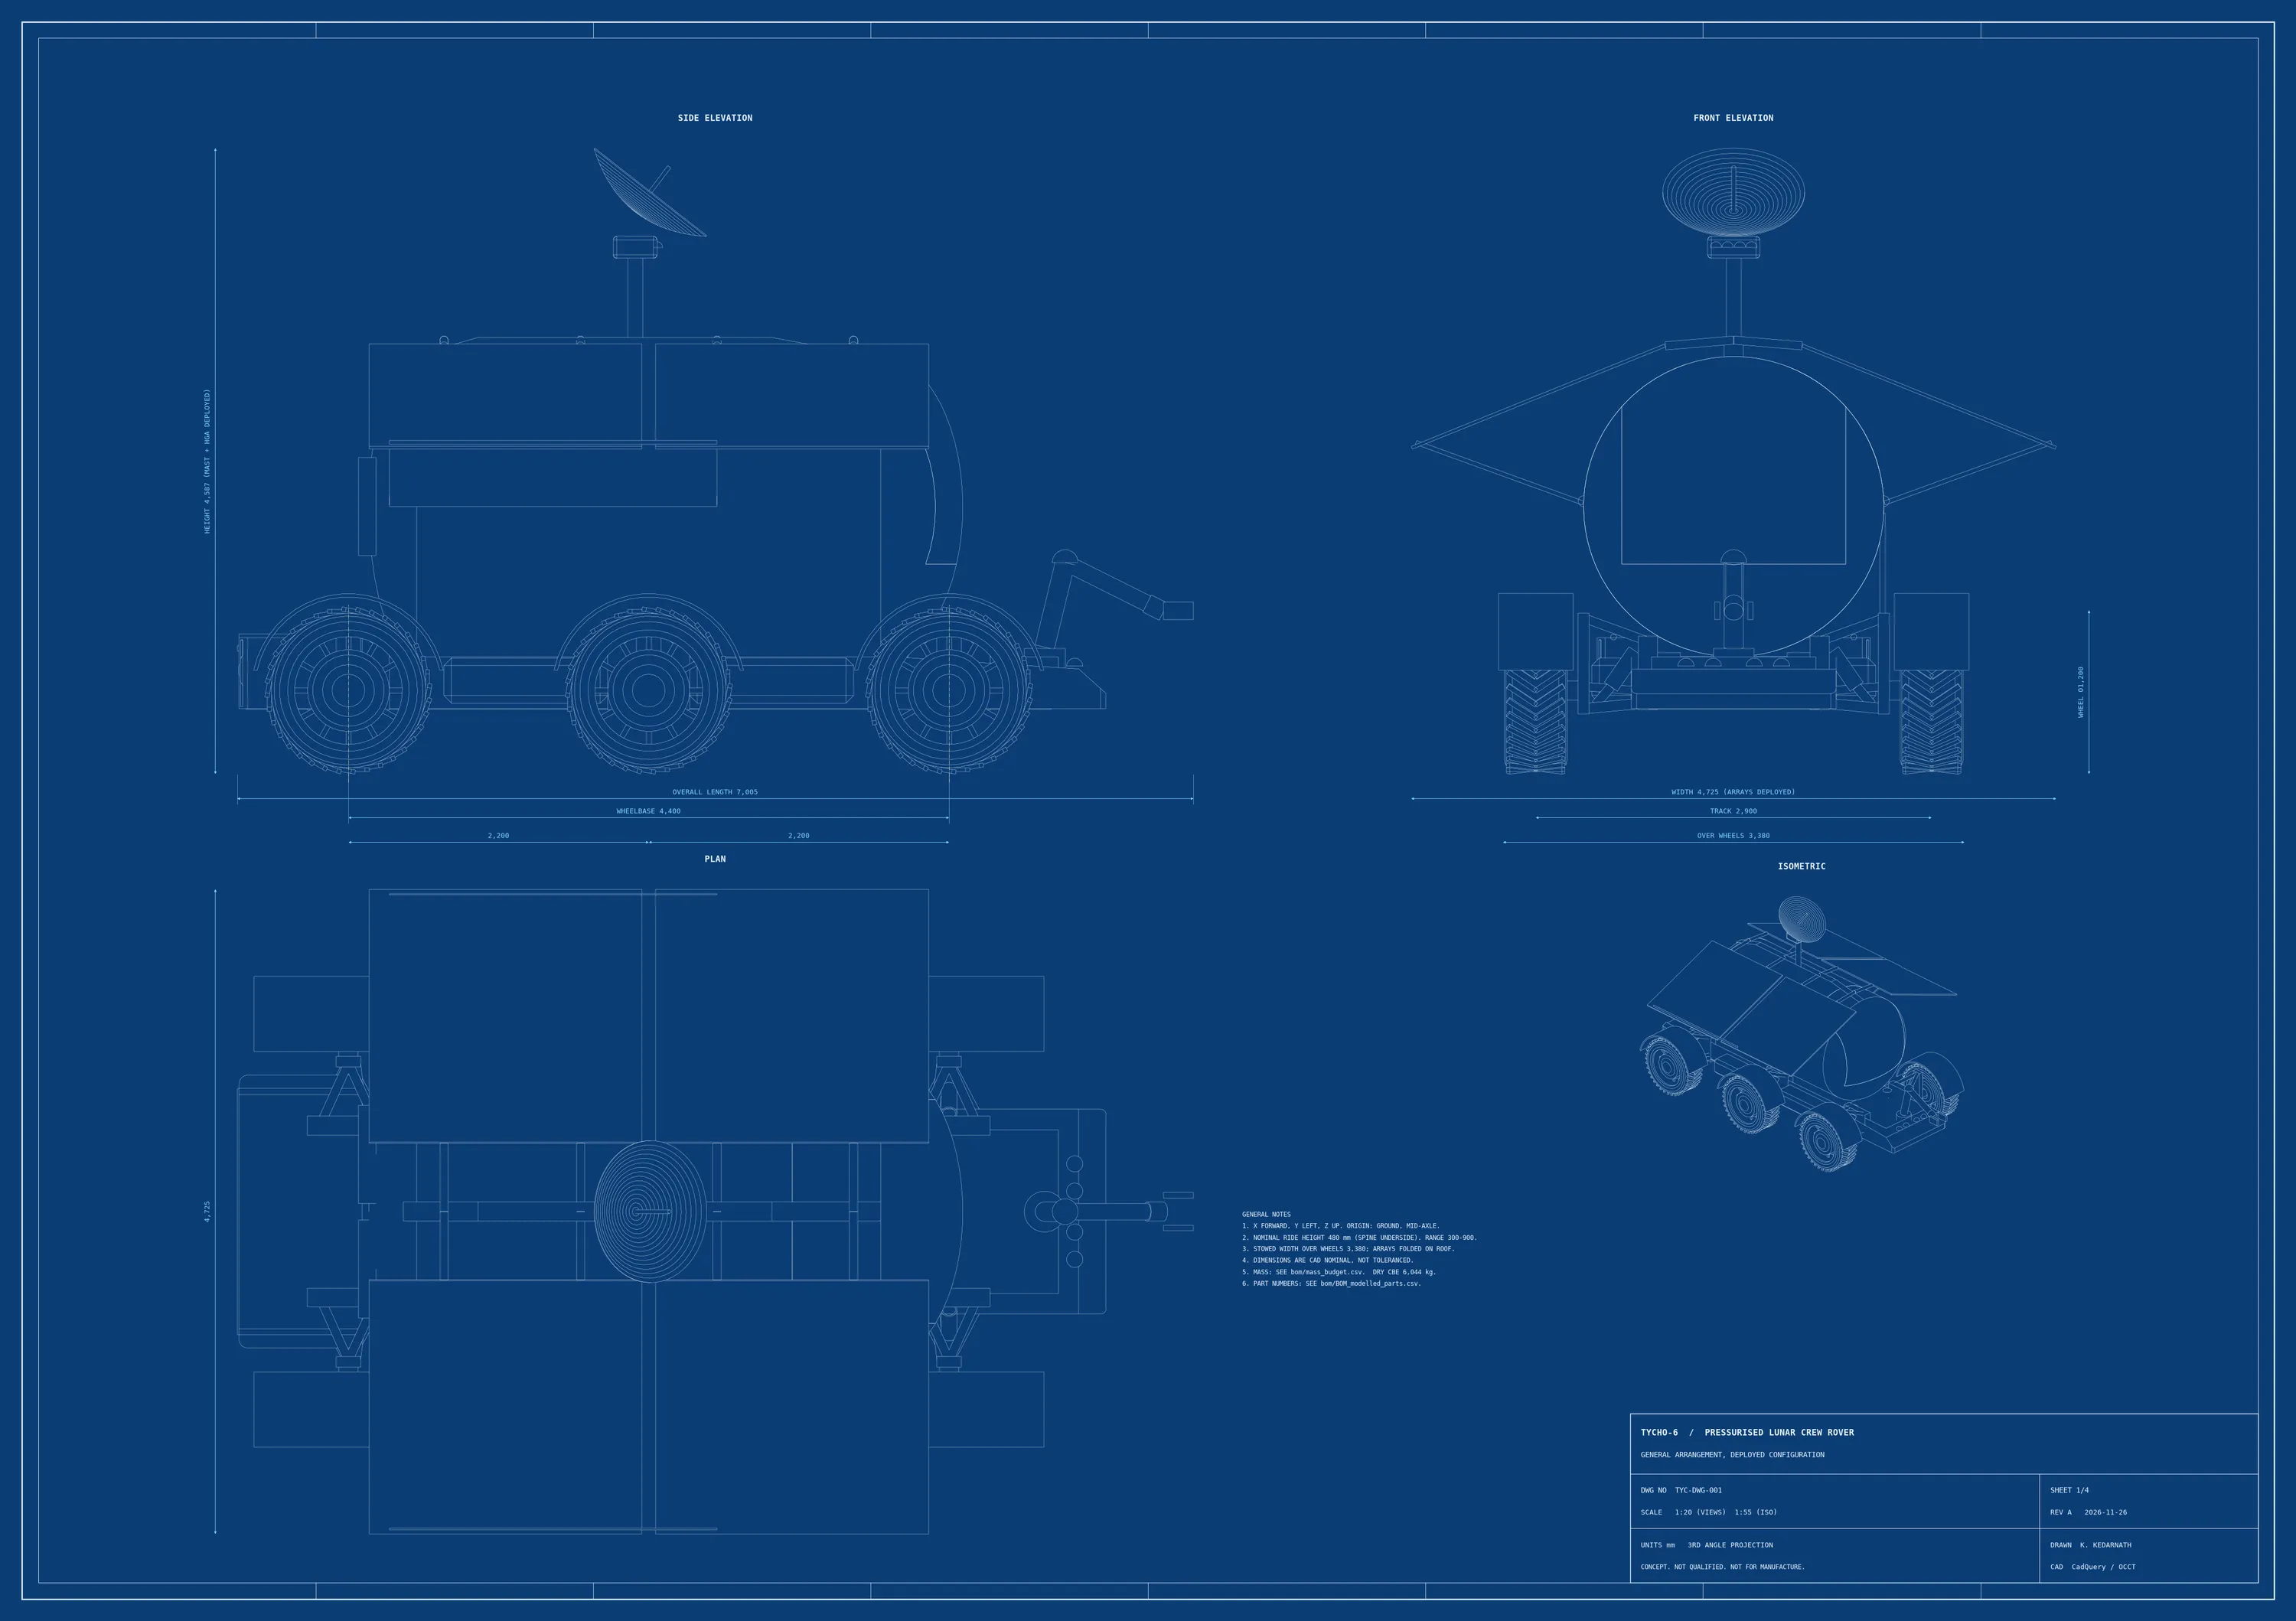 SIDE ELEVATION
FRONT ELEVATION
HEIGHT 4,587 (MAST + HGA DEPLOYED)
WHEEL O1,200
OVERALL LENGTH 7,005
WHEELBASE 4,400
2,200
2,200
WIDTH 4,725 (ARRAYS DEPLOYED)
TRACK 2,900
OVER WHEELS 3,380
PLAN
ISOMETRIC
4,725
GENERAL NOTES
1. X FORWARD, Y LEFT, Z UP. ORIGIN: GROUND, MID-AXLE.
2. NOMINAL RIDE HEIGHT 480 mm (SPINE UNDERSIDE). RANGE 300-900.
3. STOWED WIDTH OVER WHEELS 3,380; ARRAYS FOLDED ON ROOF.
4. DIMENSIONS ARE CAD NOMINAL, NOT TOLERANCED.
5. MASS: SEE bom/mass_budget.csv. DRY CBE 6,044 kg.
6. PART NUMBERS: SEE bom/BOM_modelled_parts.csv.
TYCHO-6 / PRESSURISED LUNAR CREW ROVER
GENERAL ARRANGEMENT, DEPLOYED CONFIGURATION
DWG NO TYC-DWG-001
SHEET 1/4
SCALE 1:20 (VIEWS) 1:55 (ISO)
REV A 2026-11-26
UNITS mm 3RD ANGLE PROJECTION
DRAWN K. KEDARNATH
CONCEPT. NOT QUALIFIED. NOT FOR MANUFACTURE.
CAD CadQuery / OCCT